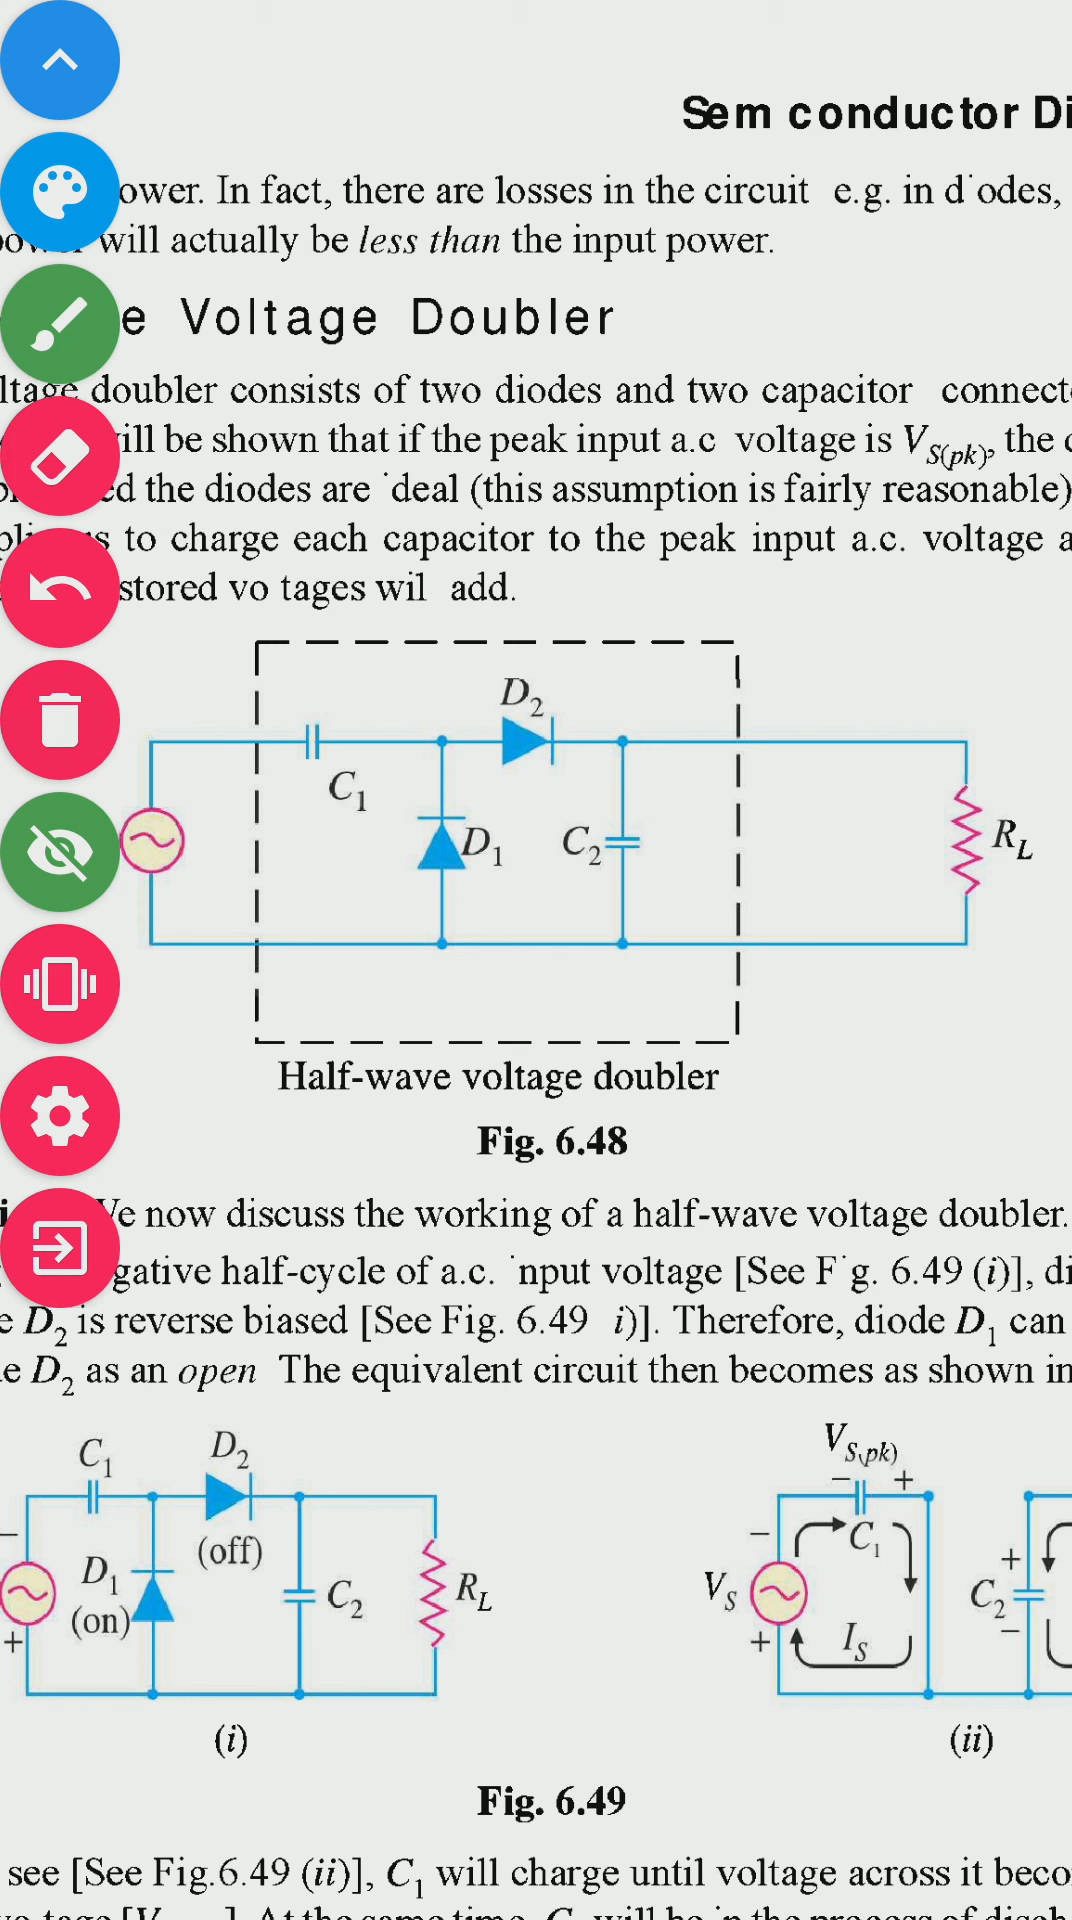 Sem conductor Di
ower. In fact, there are losses in the circuit e.g. in d odes,
will actually be less than the input power.
e Voltage Doubler
ltage doubler consists of two diodes and two capacitor connect
ill be shown that if the peak input a.c voltage is V_S(pk), the
ed the diodes are deal (this assumption is fairly reasonable)
to charge each capacitor to the peak input a.c. voltage a
stored vo tages wil add.
D2
C1
D1 C2 RL
Half-wave voltage doubler
Fig. 6.48
e now discuss the working of a half-wave voltage doubler.
gative half-cycle of a.c. nput voltage [See F g. 6.49 (i)], di
e D2 is reverse biased [See Fig. 6.49 i)]. Therefore, diode D1 can
e D2 as an open The equivalent circuit then becomes as shown in
C1 D2 VS(pk)
− +
− (off) − C1 +
D1 (on) C2 RL VS C2
+ + IS −
(i) (ii)
Fig. 6.49
see [See Fig.6.49 (ii)], C1 will charge until voltage across it beco